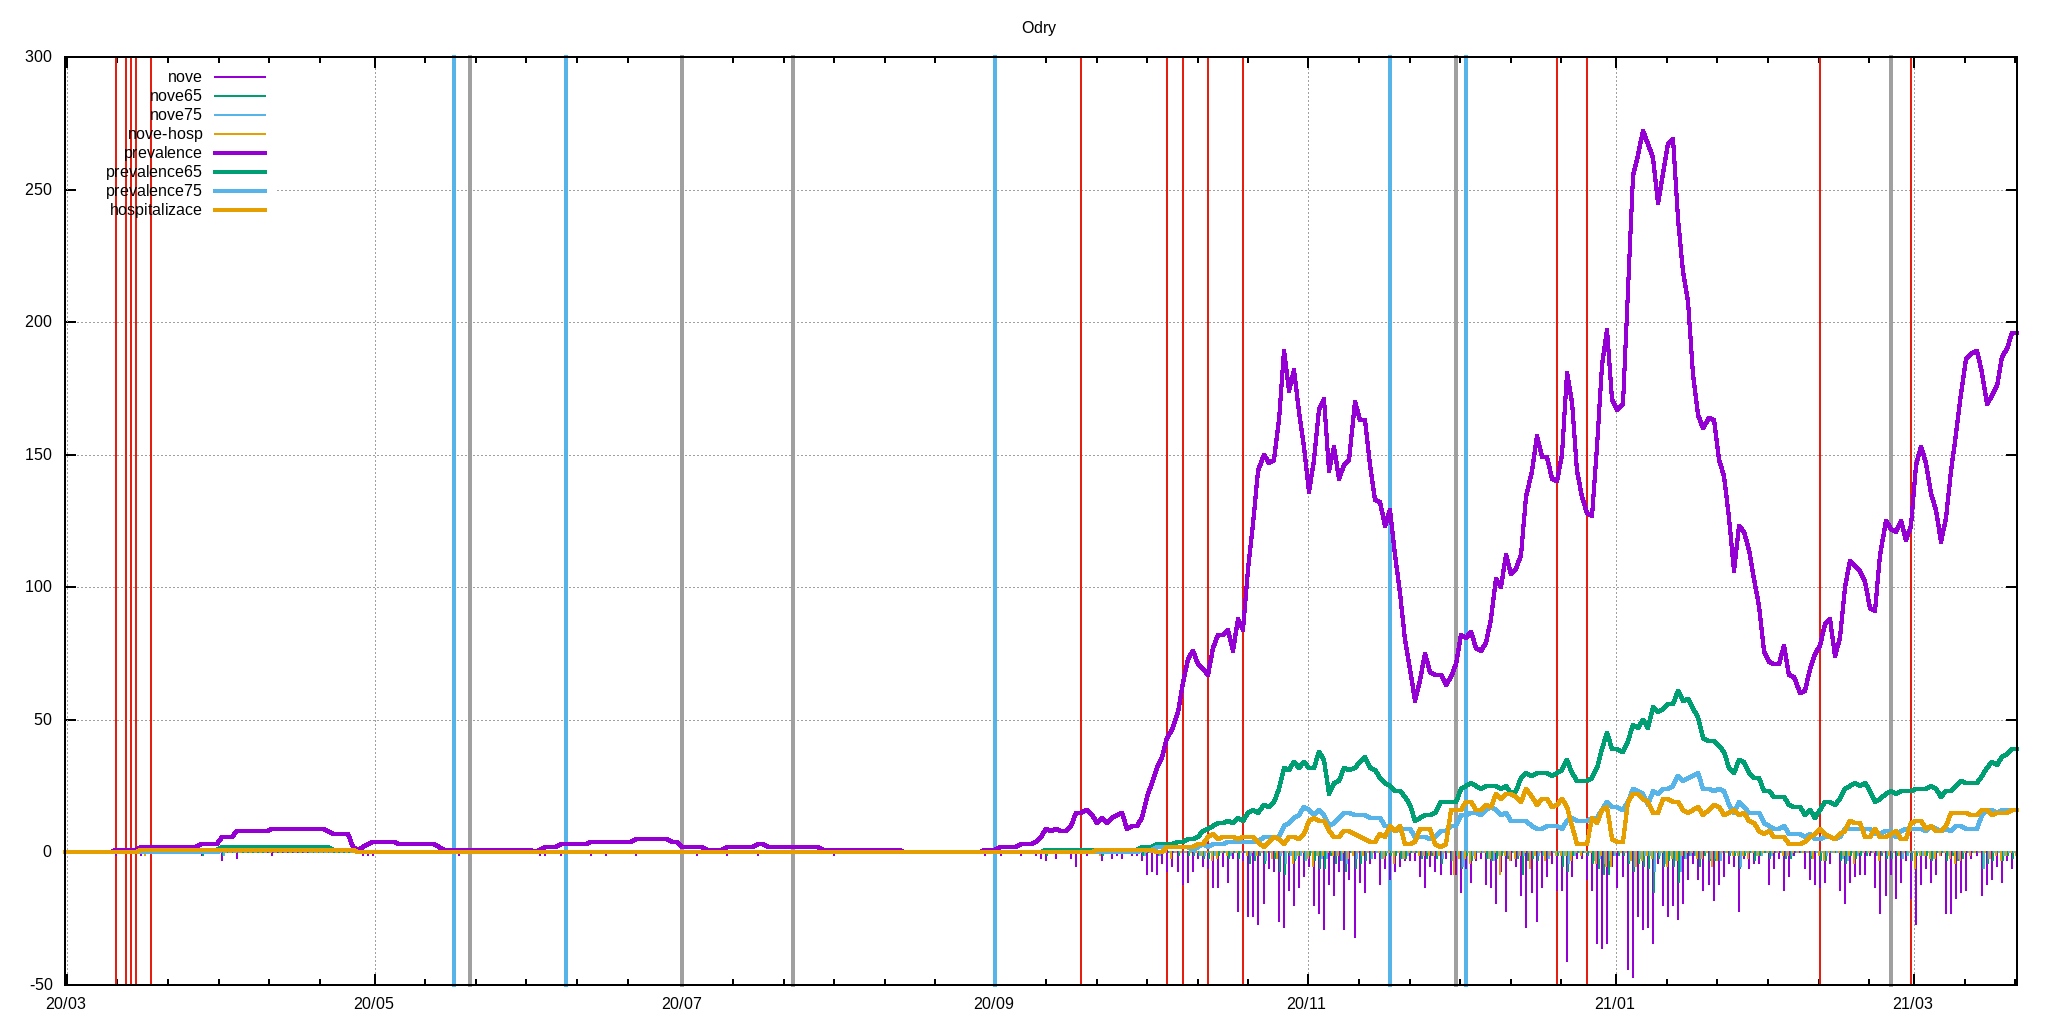 Odry
300
nove
nove65
nove75
nove-hosp
prevalence
prevalence65
prevalence75
hospitalizace
250
200
150
100
50
0
-50
20/03 20/05 20/07 20/09 20/11 21/01 21/03